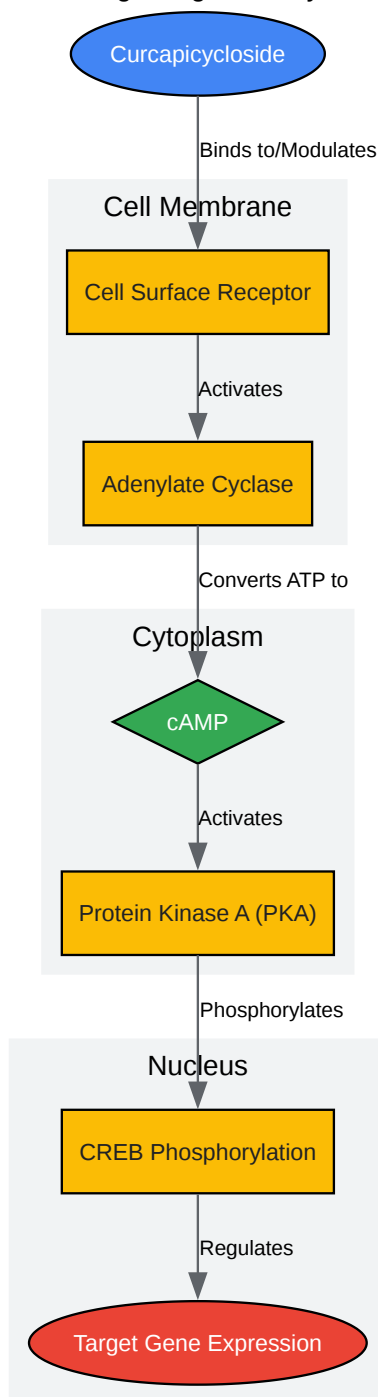 Curcapicycloside
Binds to/Modulates
Cell Membrane
Cell Surface Receptor
Activates
Adenylate Cyclase
Converts ATP to
Cytoplasm
cAMP
Activates
Protein Kinase A (PKA)
Phosphorylates
Nucleus
CREB Phosphorylation
Regulates
Target Gene Expression